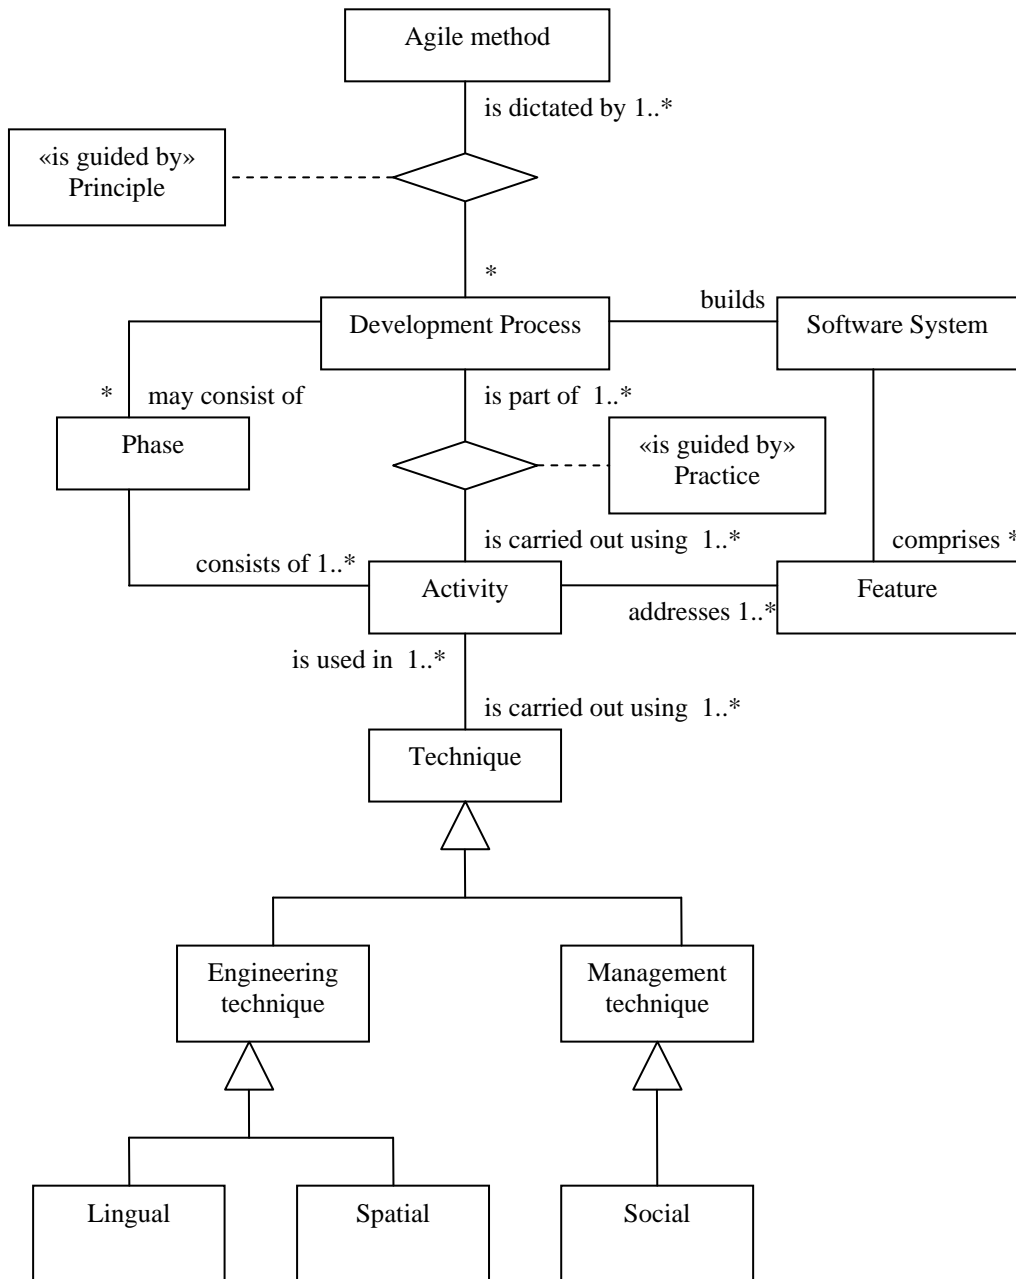 Agile method
is dictated by 1..*
«is guided by»
Principle
*
builds
Development Process
Software System
*
may consist of
is part of 1..*
Phase
«is guided by»
Practice
is carried out using 1..*
comprises *
consists of 1..*
Activity
Feature
addresses 1..*
is used in 1..*
is carried out using 1..*
Technique
Engineering
technique
Management
technique
Lingual
Spatial
Social